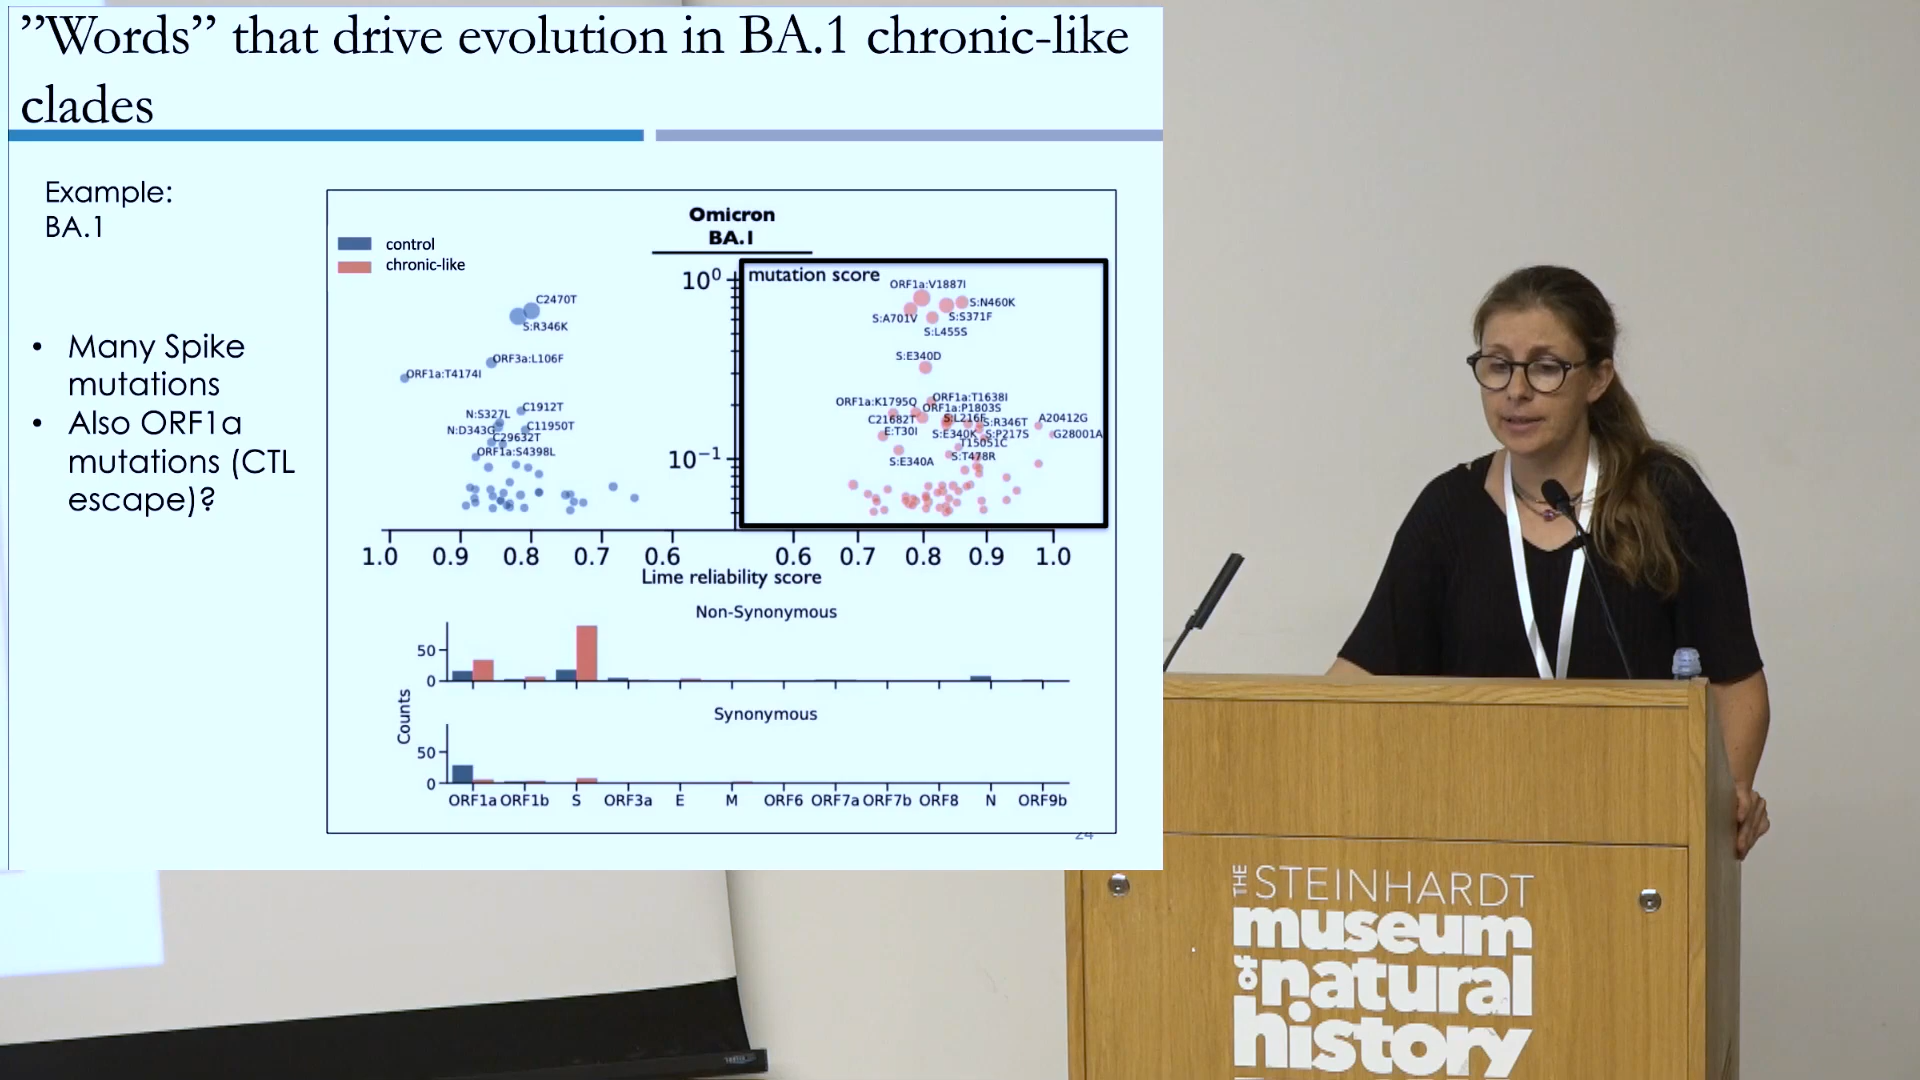 ”Words” that drive evolution in BA.1 chronic-like
clades
Example:
BA.1
• Many Spike
mutations
• Also ORF1a
mutations (CTL
escape)?
Omicron
BA.1
control
chronic-like
mutation score
10⁰
10⁻¹
C2470T
S:R346K
ORF3a:L106F
ORF1a:T4174I
C1912T
N:S327L
C11950T
N:D343G
C29632T
ORF1a:S4398L
ORF1a:V1887I
S:N460K
S:A701V
S:S371F
S:L455S
S:E340D
ORF1a:T1638I
ORF1a:K1795Q
ORF1a:P1803S
C21682T
S:L216F
S:R346T
A20412G
E:T30I
S:E340K
S:P217S
G28001A
T15051C
S:E340A
S:T478R
1.0 0.9 0.8 0.7 0.6 0.6 0.7 0.8 0.9 1.0
Lime reliability score
Non-Synonymous
50
0
Counts
Synonymous
50
0
ORF1a ORF1b S ORF3a E M ORF6 ORF7a ORF7b ORF8 N ORF9b
24
THE STEINHARDT
museum
of natural
history